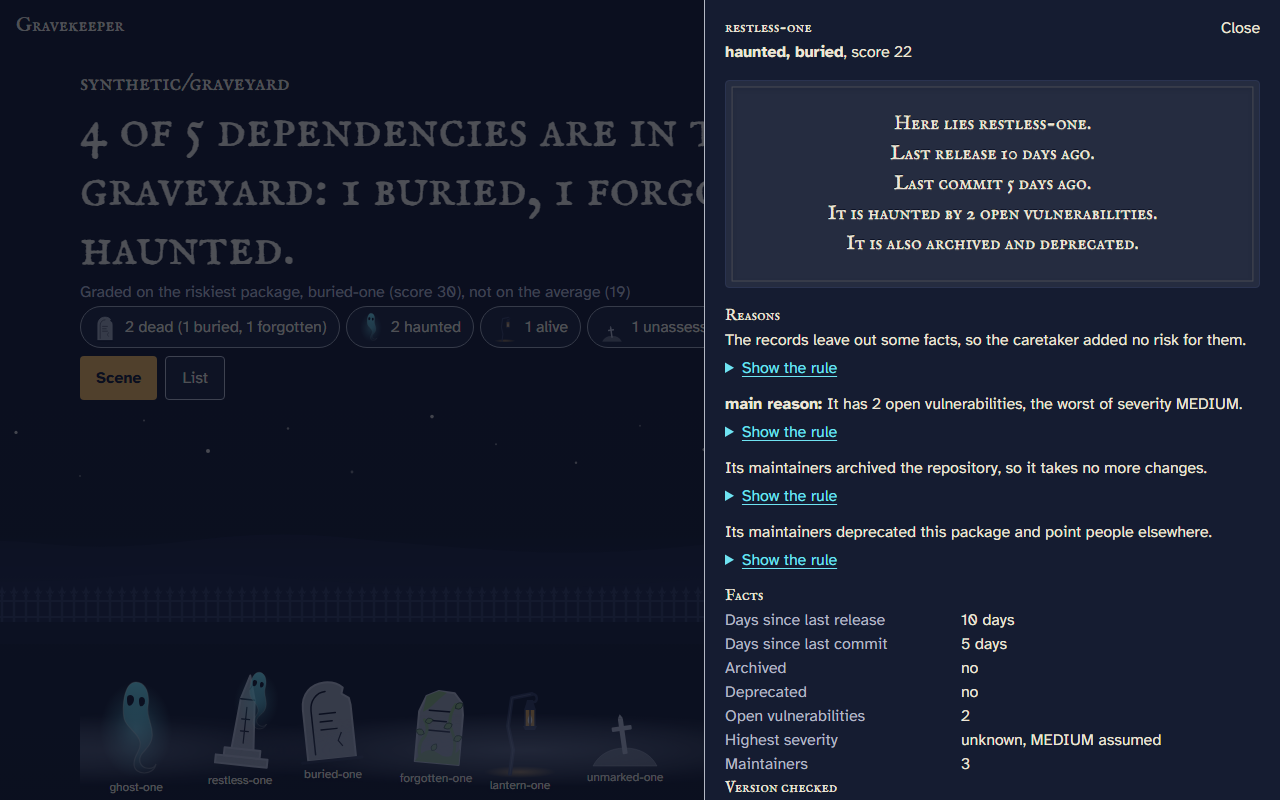 Gravekeeper
synthetic/graveyard
4 of 5 dependencies are in t
graveyard: 1 buried, 1 forgo
haunted.
Graded on the riskiest package, buried-one (score 30), not on the average (19)
2 dead (1 buried, 1 forgotten)
2 haunted
1 alive
1 unassess
Scene
List
ghost-one
restless-one
buried-one
forgotten-one
lantern-one
unmarked-one
restless-one
Close
haunted, buried, score 22
Here lies restless-one.
Last release 10 days ago.
Last commit 5 days ago.
It is haunted by 2 open vulnerabilities.
It is also archived and deprecated.
Reasons
The records leave out some facts, so the caretaker added no risk for them.
Show the rule
main reason: It has 2 open vulnerabilities, the worst of severity MEDIUM.
Show the rule
Its maintainers archived the repository, so it takes no more changes.
Show the rule
Its maintainers deprecated this package and point people elsewhere.
Show the rule
Facts
Days since last release 10 days
Days since last commit 5 days
Archived no
Deprecated no
Open vulnerabilities 2
Highest severity unknown, MEDIUM assumed
Maintainers 3
Version checked